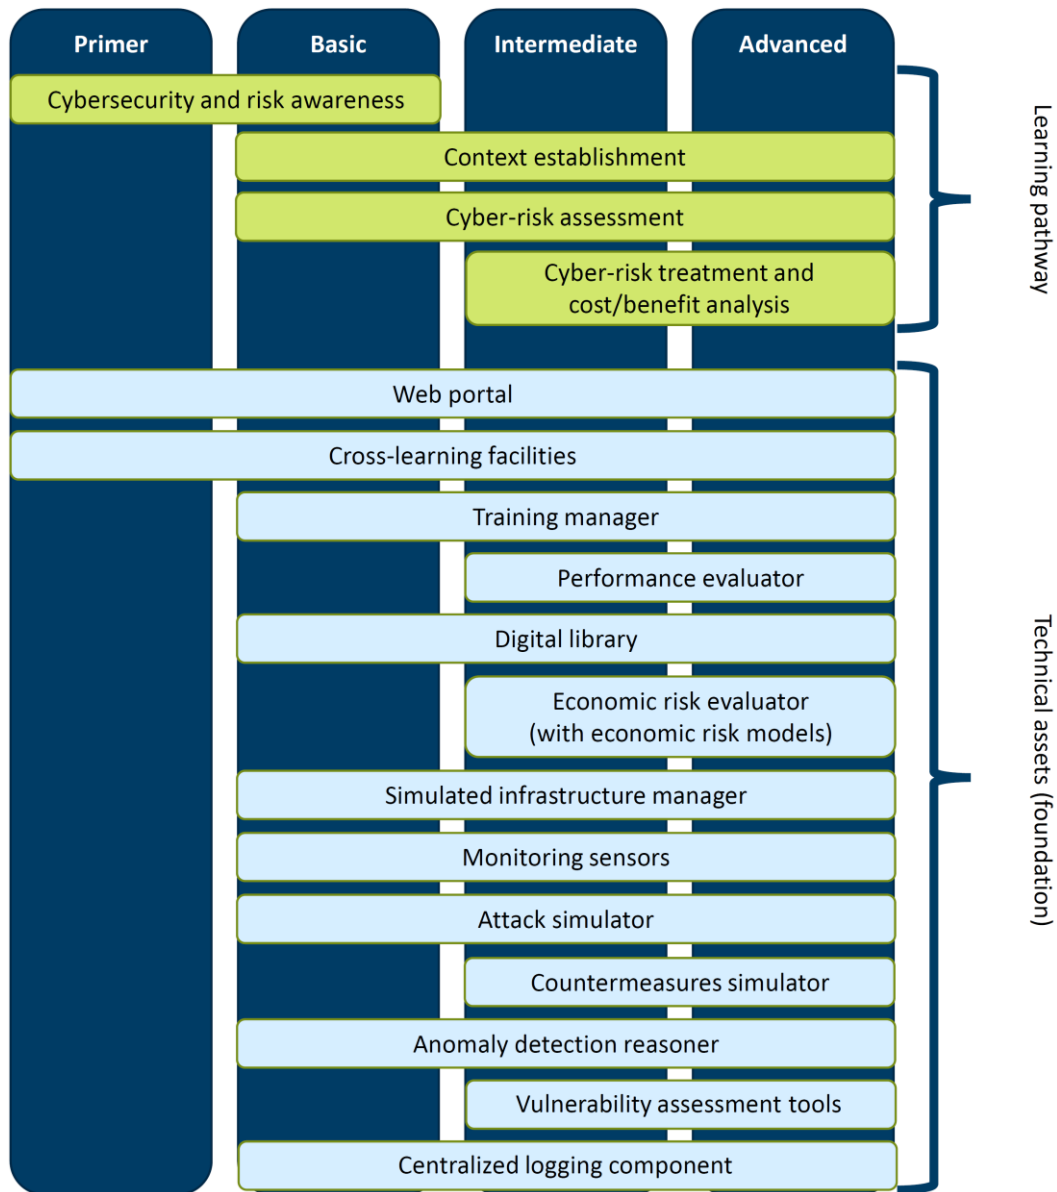 Primer
Basic
Intermediate
Advanced
Cybersecurity and risk awareness
Context establishment
Cyber-risk assessment
Cyber-risk treatment and
cost/benefit analysis
Learning pathway
Web portal
Cross-learning facilities
Training manager
Performance evaluator
Digital library
Economic risk evaluator
(with economic risk models)
Simulated infrastructure manager
Monitoring sensors
Attack simulator
Countermeasures simulator
Anomaly detection reasoner
Vulnerability assessment tools
Centralized logging component
Technical assets (foundation)